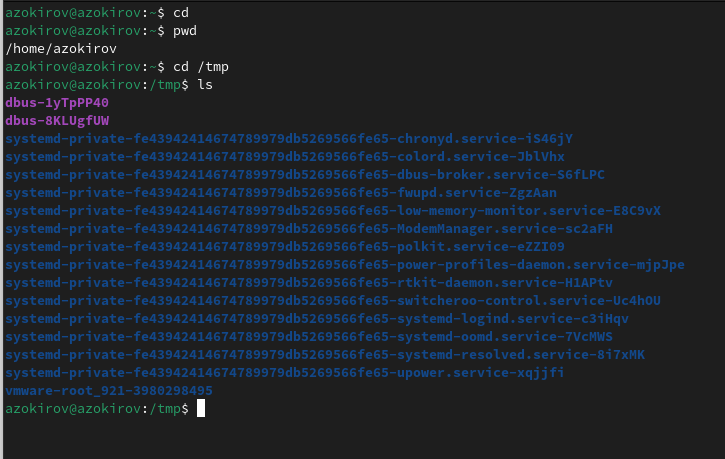 azokirov@azokirov:~$ cd
azokirov@azokirov:~$ pwd
/home/azokirov
azokirov@azokirov:~$ cd /tmp
azokirov@azokirov:/tmp$ ls
dbus-1yTpPP40
dbus-8KLUgfUW
systemd-private-fe43942414674789979db5269566fe65-chronyd.service-iS46jY
systemd-private-fe43942414674789979db5269566fe65-colord.service-JblVhx
systemd-private-fe43942414674789979db5269566fe65-dbus-broker.service-S6fLPC
systemd-private-fe43942414674789979db5269566fe65-fwupd.service-ZgzAan
systemd-private-fe43942414674789979db5269566fe65-low-memory-monitor.service-E8C9vX
systemd-private-fe43942414674789979db5269566fe65-ModemManager.service-sc2aFH
systemd-private-fe43942414674789979db5269566fe65-polkit.service-eZZI09
systemd-private-fe43942414674789979db5269566fe65-power-profiles-daemon.service-mjpJpe
systemd-private-fe43942414674789979db5269566fe65-rtkit-daemon.service-H1APtv
systemd-private-fe43942414674789979db5269566fe65-switcheroo-control.service-Uc4hOU
systemd-private-fe43942414674789979db5269566fe65-systemd-logind.service-c3iHqv
systemd-private-fe43942414674789979db5269566fe65-systemd-oomd.service-7VcMWS
systemd-private-fe43942414674789979db5269566fe65-systemd-resolved.service-8i7xMK
systemd-private-fe43942414674789979db5269566fe65-upower.service-xqjjfi
vmware-root_921-3980298495
azokirov@azokirov:/tmp$